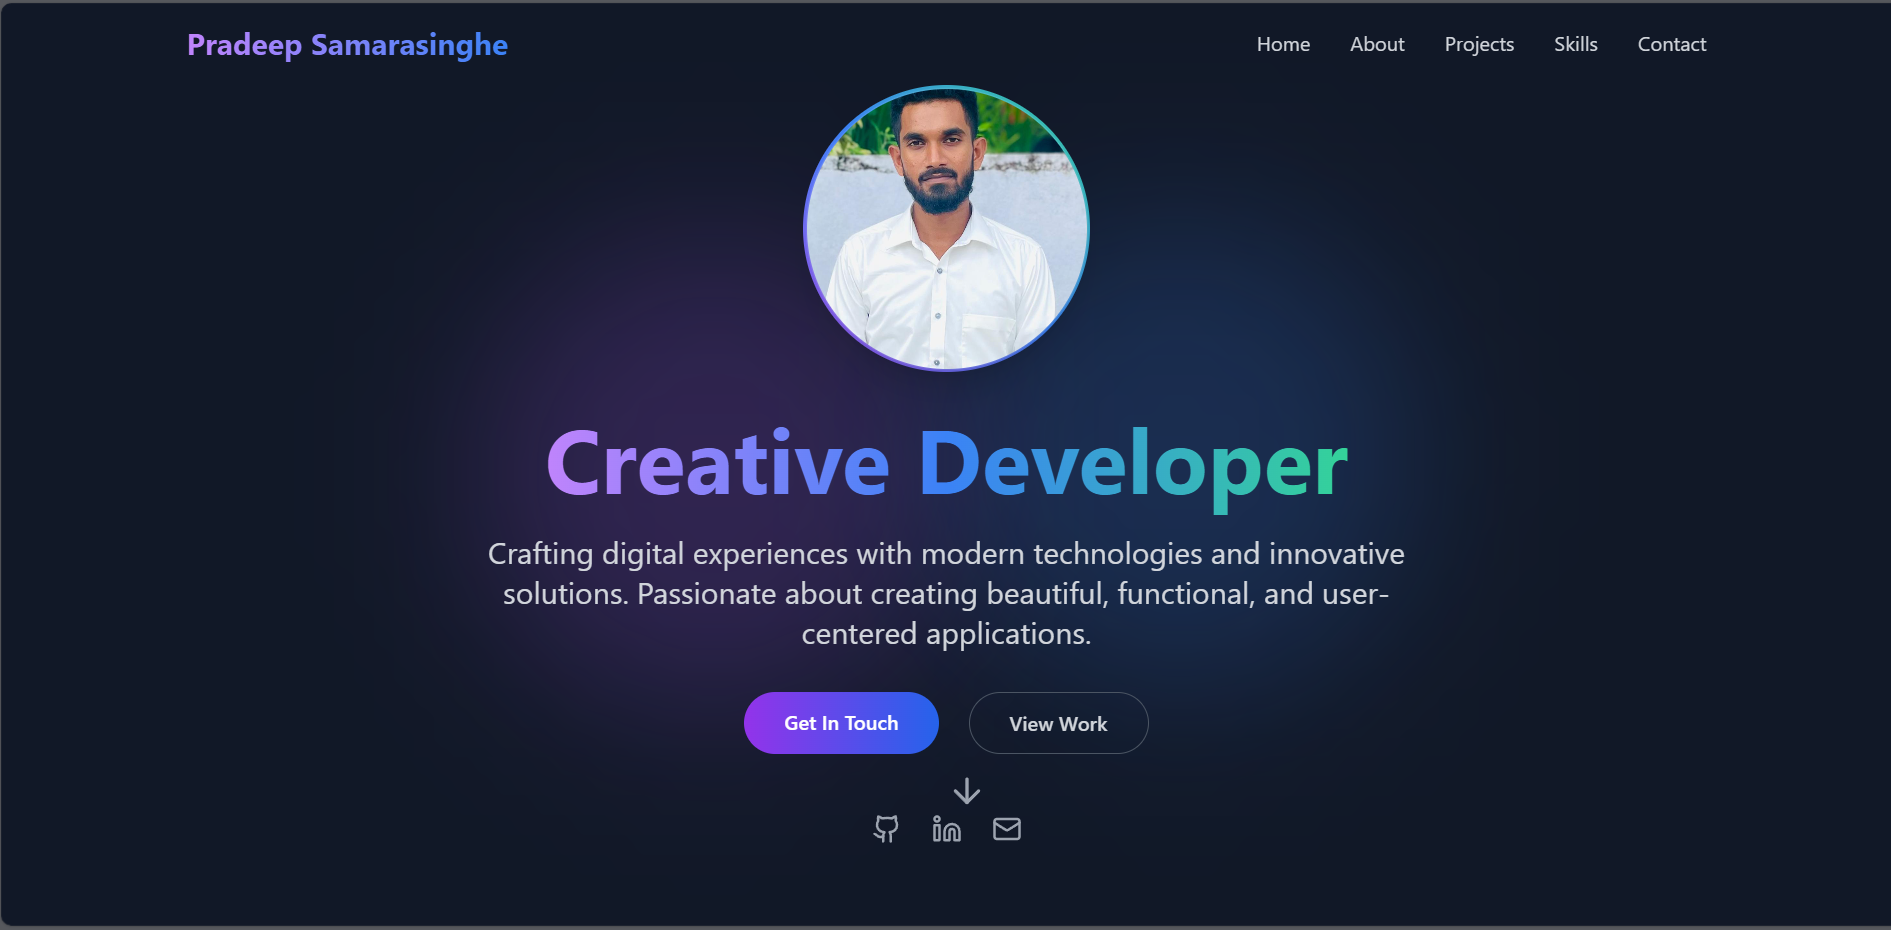 Pradeep Samarasinghe
Home About Projects Skills Contact
Creative Developer
Crafting digital experiences with modern technologies and innovative
solutions. Passionate about creating beautiful, functional, and user-
centered applications.
Get In Touch
View Work